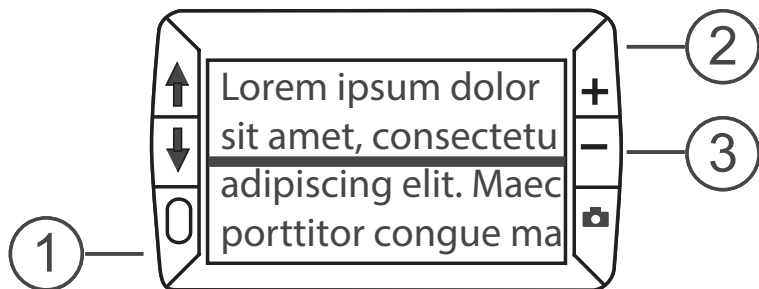 2
+
Lorem ipsum dolor
sit amet, consectetu
−
3
adipiscing elit. Maec
porttitor congue ma
1